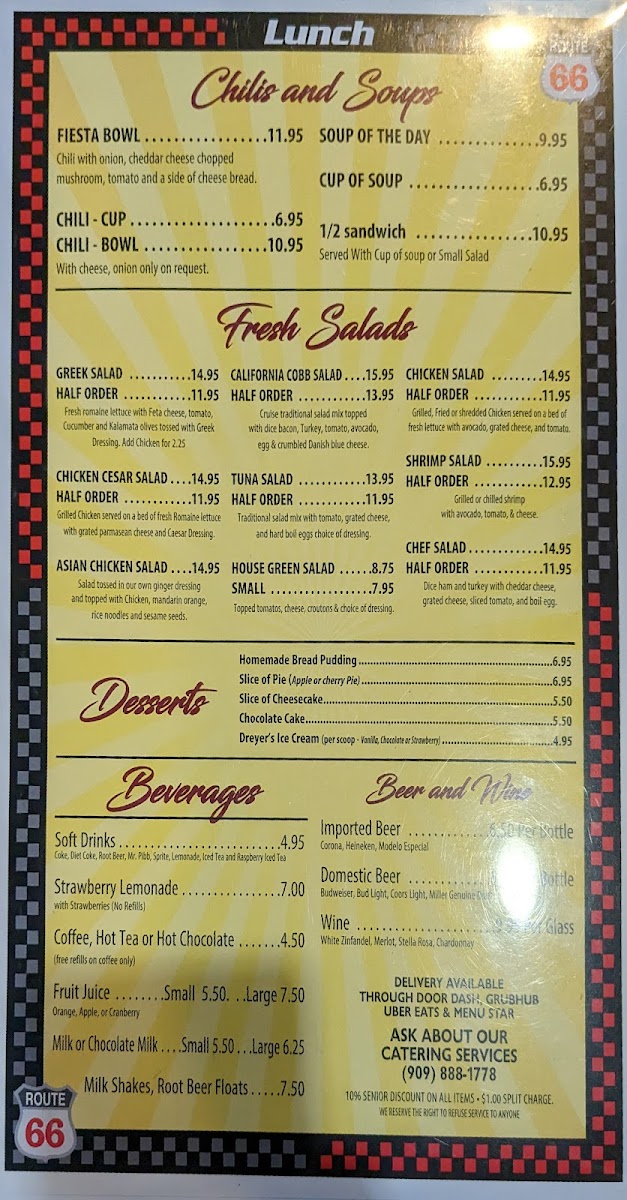 Lunch
ROUTE
66
Chilis and Soups
FIESTA BOWL .................11.95
Chili with onion, cheddar cheese chopped
mushroom, tomato and a side of cheese bread.
CHILI - CUP ....................6.95
CHILI - BOWL .................10.95
With cheese, onion only on request.
SOUP OF THE DAY ..............9.95
CUP OF SOUP ..................6.95
1/2 sandwich ................10.95
Served With Cup of soup or Small Salad
Fresh Salads
GREEK SALAD ...........14.95
HALF ORDER .............11.95
Fresh romaine lettuce with Feta cheese, tomato,
Cucumber and Kalamata olives tossed with Greek
Dressing. Add Chicken for 2.25
CHICKEN CESAR SALAD ....14.95
HALF ORDER .............11.95
Grilled Chicken served on a bed of fresh Romaine lettuce
with grated parmasean cheese and Caesar Dressing.
ASIAN CHICKEN SALAD ....14.95
Salad tossed in our own ginger dressing
and topped with Chicken, mandarin orange,
rice noodles and sesame seeds.
CALIFORNIA COBB SALAD ....15.95
HALF ORDER .............13.95
Cruise traditional salad mix topped
with dice bacon, Turkey, tomato, avocado,
egg & crumbled Danish blue cheese.
TUNA SALAD .............13.95
HALF ORDER .............11.95
Traditional salad mix with tomato, grated cheese,
and hard boil eggs choice of dressing.
HOUSE GREEN SALAD ......8.75
SMALL ..................7.95
Topped tomatos, cheese, croutons & choice of dressing.
CHICKEN SALAD ..........14.95
HALF ORDER .............11.95
Grilled, Fried or shredded Chicken served on a bed of
fresh lettuce with avocado, grated cheese, and tomato.
SHRIMP SALAD ..........15.95
HALF ORDER .............12.95
Grilled or chilled shrimp
with avocado, tomato, & cheese.
CHEF SALAD.............14.95
HALF ORDER .............11.95
Dice ham and turkey with cheddar cheese,
grated cheese, sliced tomato, and boil egg.
Desserts
Homemade Bread Pudding ..........6.95
Slice of Pie (Apple or cherry Pie) ..........6.95
Slice of Cheesecake..........5.50
Chocolate Cake..........5.50
Dreyer's Ice Cream (per scoop - Vanilla, Chocolate or Strawberry) ..........4.95
Beverages
Soft Drinks .....................4.95
Coke, Diet Coke, Root Beer, Mr. Pibb, Sprite, Lemonade, Iced Tea and Raspberry Iced Tea
Strawberry Lemonade ................7.00
with Strawberries (No Refills)
Coffee, Hot Tea or Hot Chocolate .......4.50
(free refills on coffee only)
Fruit Juice ........Small 5.50. . .Large 7.50
Orange, Apple, or Cranberry
Milk or Chocolate Milk ....Small 5.50 ...Large 6.25
Milk Shakes, Root Beer Floats .....7.50
Beer and Wine
Imported Beer ...........6.50 Per Bottle
Corona, Heineken, Modelo Especial
Domestic Beer ........... Bottle
Budweiser, Bud Light, Coors Light, Miller Genuine
Wine ................... Glass
White Zinfandel, Merlot, Stella Rosa, Chardonnay
DELIVERY AVAILABLE
THROUGH DOOR DASH, GRUBHUB
UBER EATS & MENU STAR
ASK ABOUT OUR
CATERING SERVICES
(909) 888-1778
10% SENIOR DISCOUNT ON ALL ITEMS • $1.00 SPLIT CHARGE.
WE RESERVE THE RIGHT TO REFUSE SERVICE TO ANYONE
ROUTE
66